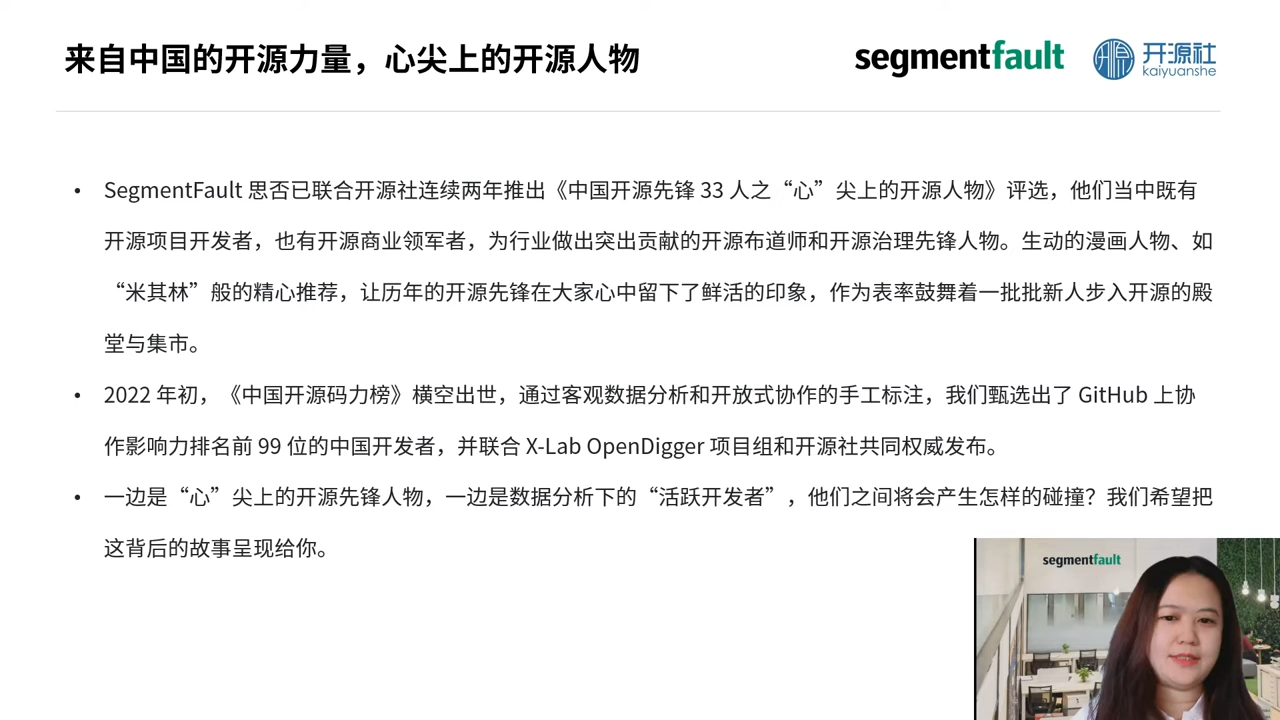 来自中国的开源力量，心尖上的开源人物
segmentfault
开源社
kaiyuanshe
• SegmentFault 思否已联合开源社连续两年推出《中国开源先锋 33 人之“心”尖上的开源人物》评选，他们当中既有
开源项目开发者，也有开源商业领军者，为行业做出突出贡献的开源布道师和开源治理先锋人物。生动的漫画人物、如
“米其林”般的精心推荐，让历年的开源先锋在大家心中留下了鲜活的印象，作为表率鼓舞着一批批新人步入开源的殿
堂与集市。
• 2022 年初，《中国开源码力榜》横空出世，通过客观数据分析和开放式协作的手工标注，我们甄选出了 GitHub 上协
作影响力排名前 99 位的中国开发者，并联合 X-Lab OpenDigger 项目组和开源社共同权威发布。
• 一边是“心”尖上的开源先锋人物，一边是数据分析下的“活跃开发者”，他们之间将会产生怎样的碰撞？我们希望把
这背后的故事呈现给你。
segmentfault